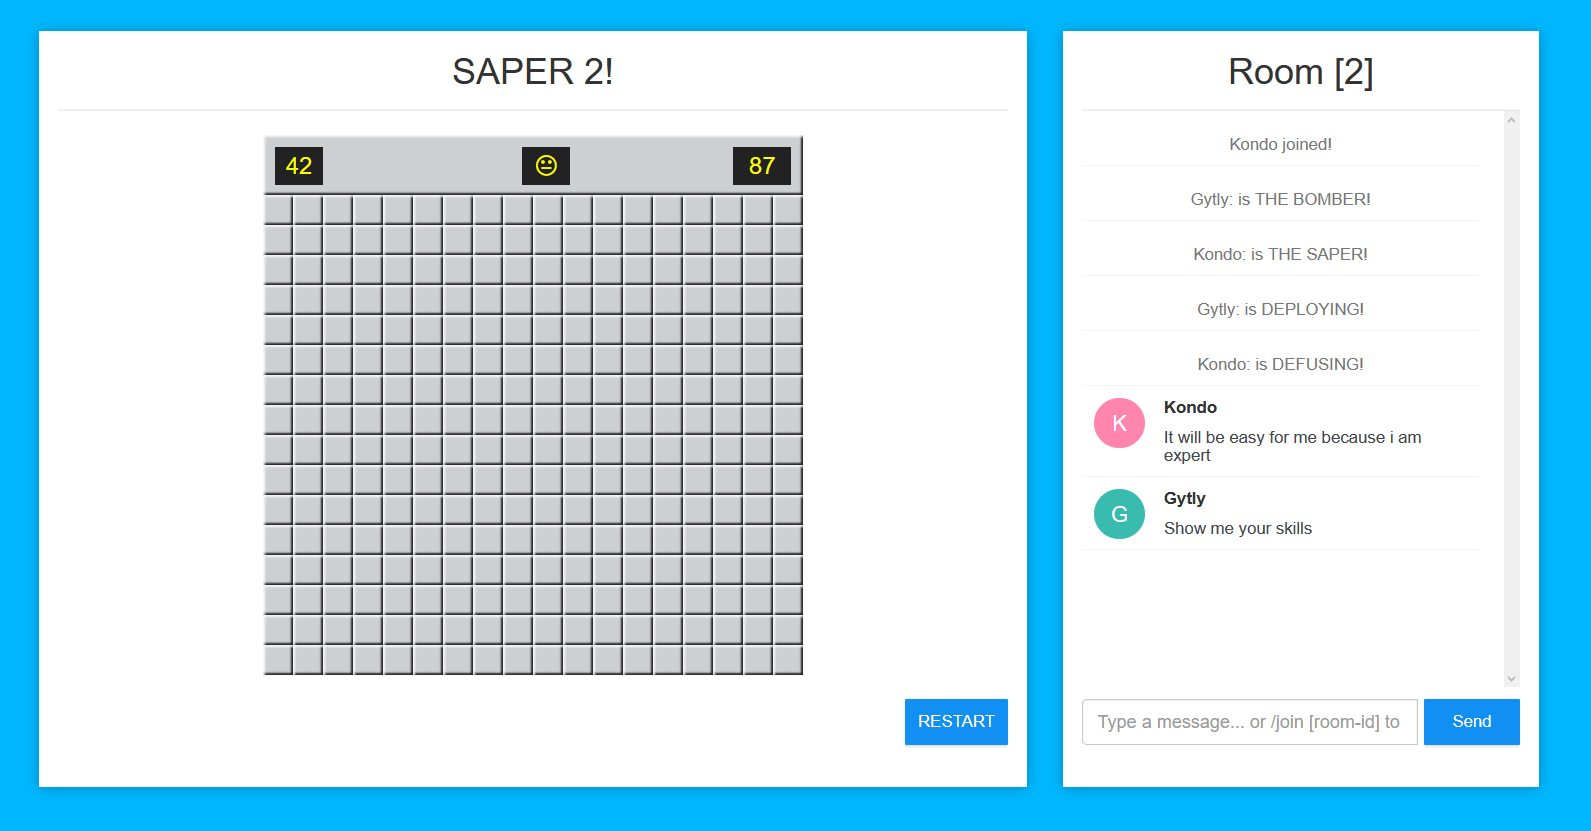 SAPER 2!
42
87
RESTART
Room [2]
Kondo joined!
Gytly: is THE BOMBER!
Kondo: is THE SAPER!
Gytly: is DEPLOYING!
Kondo: is DEFUSING!
K
Kondo
It will be easy for me because i am
expert
G
Gytly
Show me your skills
Type a message... or /join [room-id] to
Send